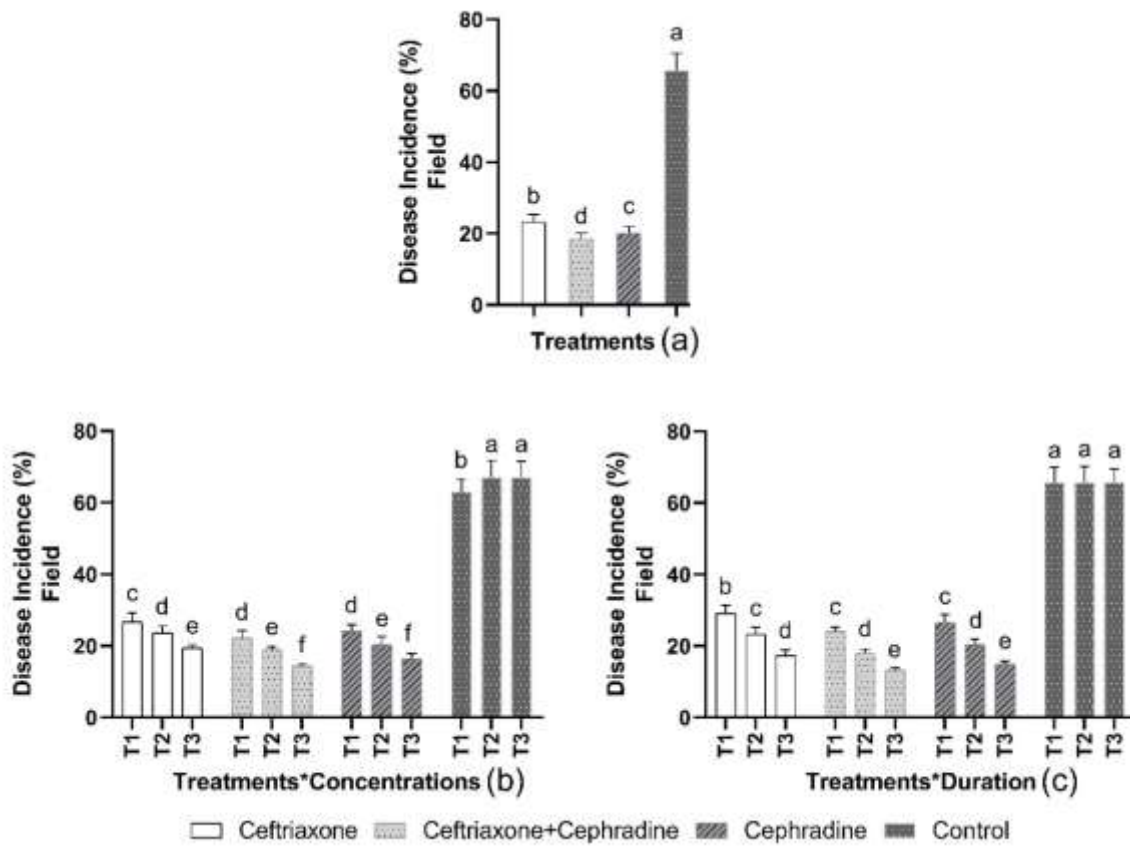 Disease Incidence (%)
Field
80
60
40
20
0
b
d
c
a
Treatments (a)
Disease Incidence (%)
Field
80
60
40
20
0
c
d
e
d
e
f
d
e
f
b
a
a
T1 T2 T3 T1 T2 T3 T1 T2 T3 T1 T2 T3
Treatments*Concentrations (b)
Disease Incidence (%)
Field
80
60
40
20
0
b
c
d
c
d
e
c
d
e
a
a
a
T1 T2 T3 T1 T2 T3 T1 T2 T3 T1 T2 T3
Treatments*Duration (c)
Ceftriaxone Ceftriaxone+Cephradine Cephradine Control